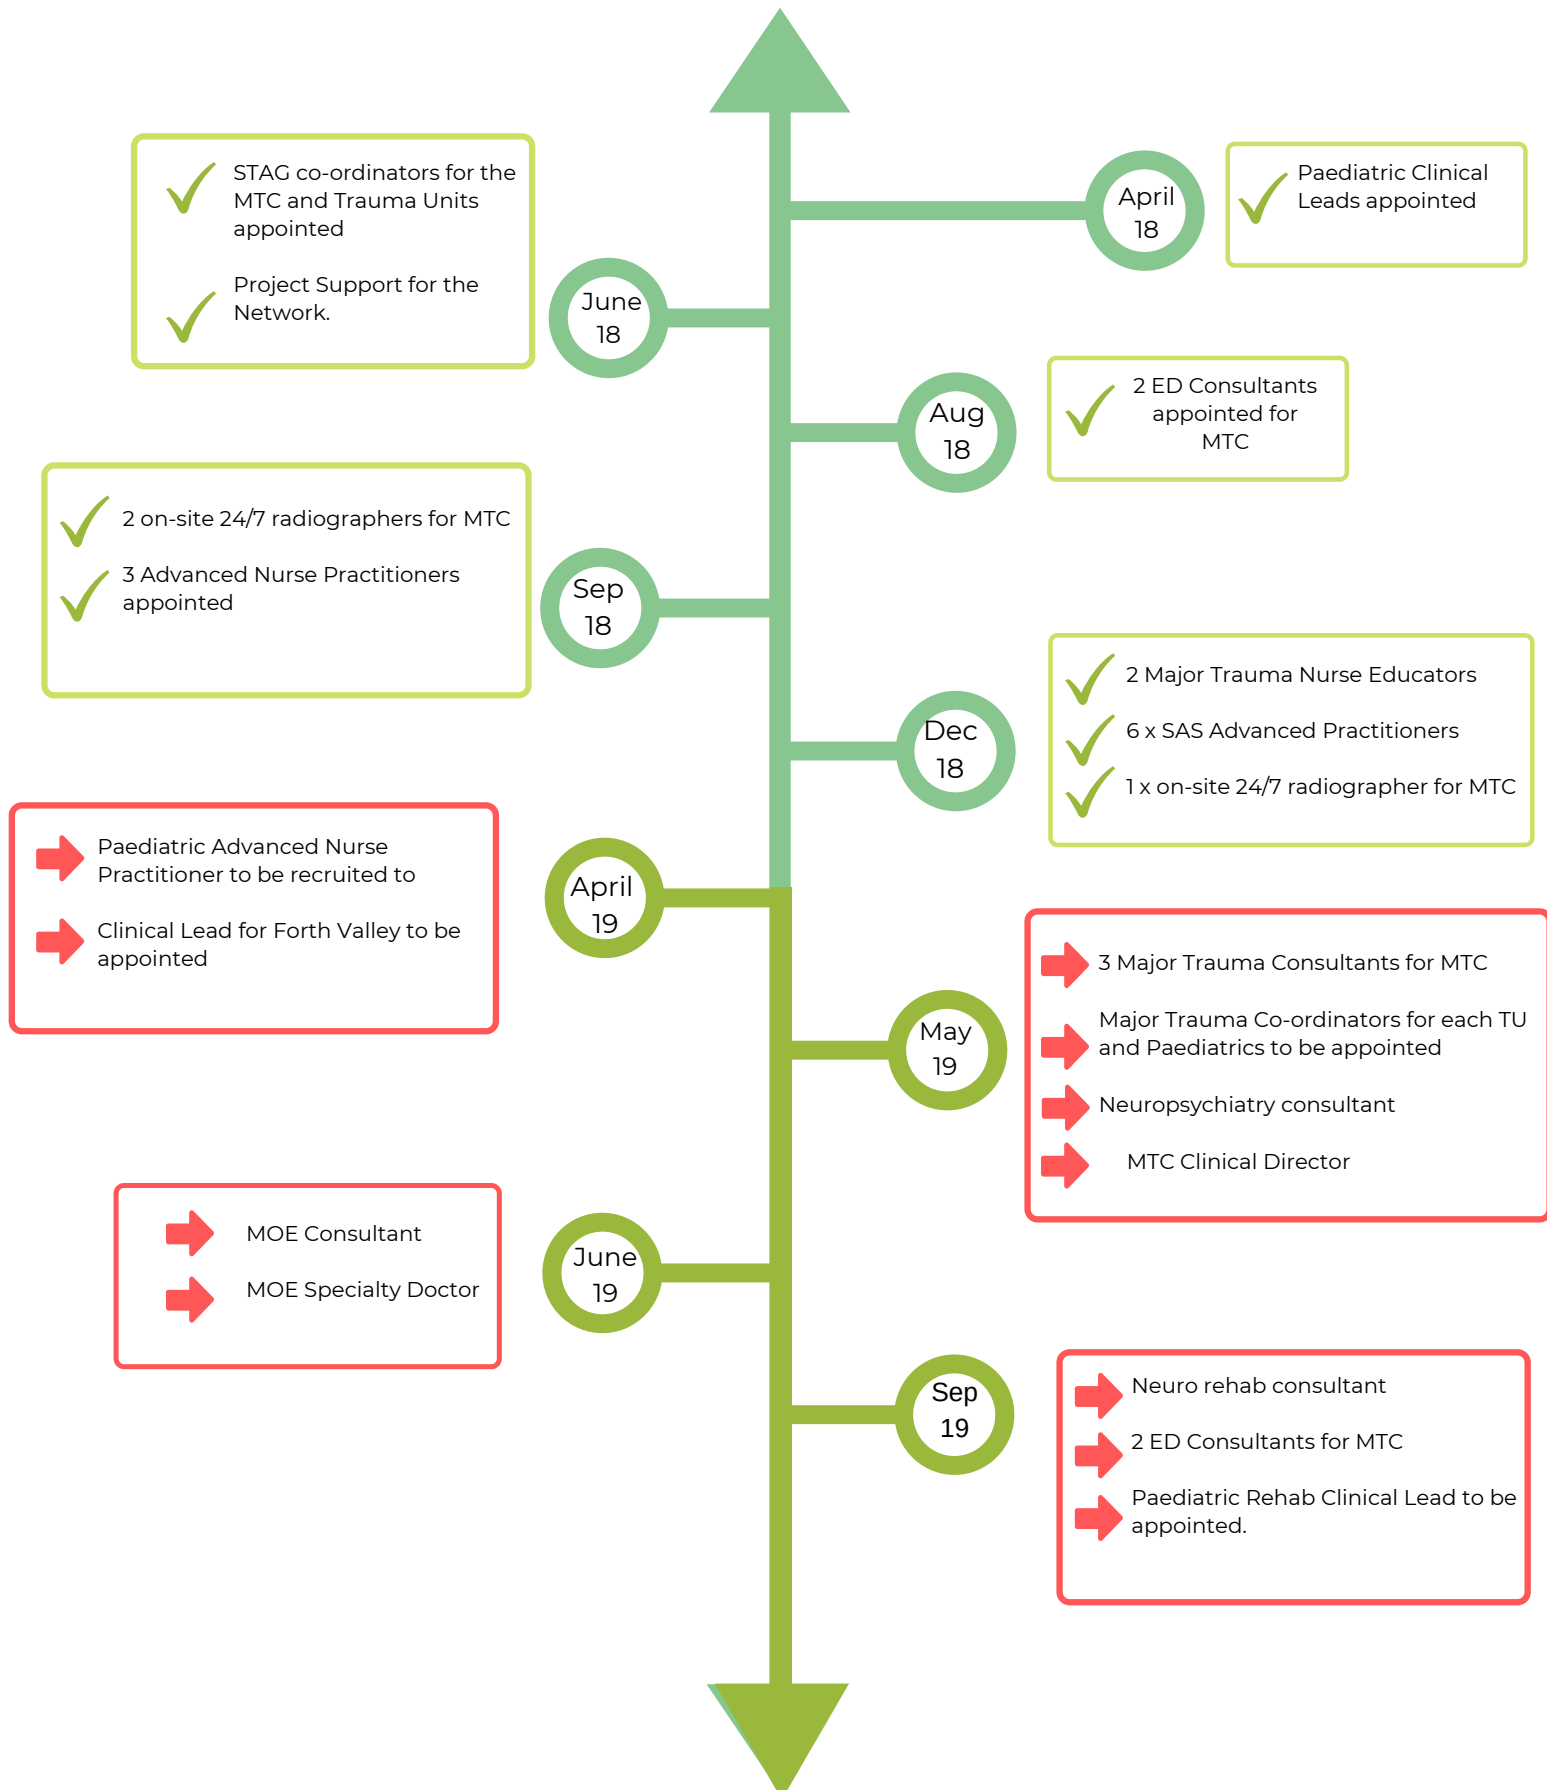 April
18
Paediatric Clinical
Leads appointed
STAG co-ordinators for the
MTC and Trauma Units
appointed
Project Support for the
Network.
June
18
Aug
18
2 ED Consultants
appointed for
MTC
2 on-site 24/7 radiographers for MTC
3 Advanced Nurse Practitioners
appointed
Sep
18
Dec
18
2 Major Trauma Nurse Educators
6 x SAS Advanced Practitioners
1 x on-site 24/7 radiographer for MTC
Paediatric Advanced Nurse
Practitioner to be recruited to
Clinical Lead for Forth Valley to be
appointed
April
19
May
19
3 Major Trauma Consultants for MTC
Major Trauma Co-ordinators for each TU
and Paediatrics to be appointed
Neuropsychiatry consultant
MTC Clinical Director
MOE Consultant
MOE Specialty Doctor
June
19
Sep
19
Neuro rehab consultant
2 ED Consultants for MTC
Paediatric Rehab Clinical Lead to be
appointed.